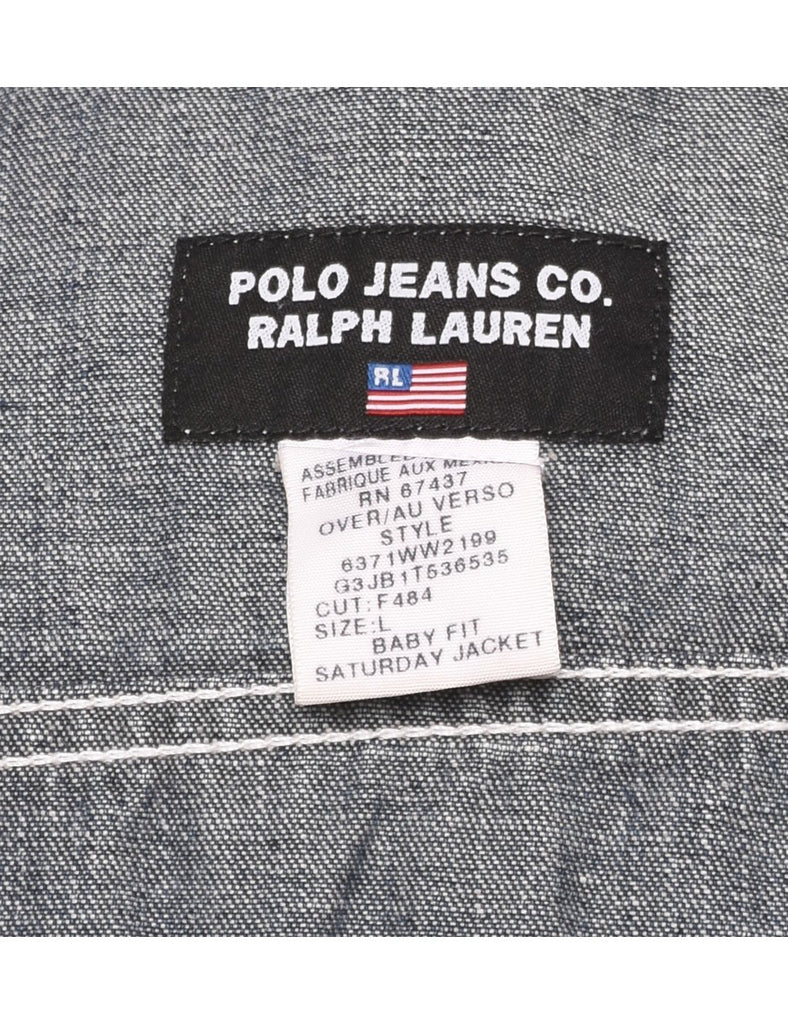 POLO JEANS CO.
RALPH LAUREN
RL
ASSEMBLED
FABRIQUE AUX
RN 67437
OVER/AU VERSO
STYLE
6371WW2199
G3JB1T536535
CUT:F484
SIZE:L
BABY FIT
SATURDAY JACKET